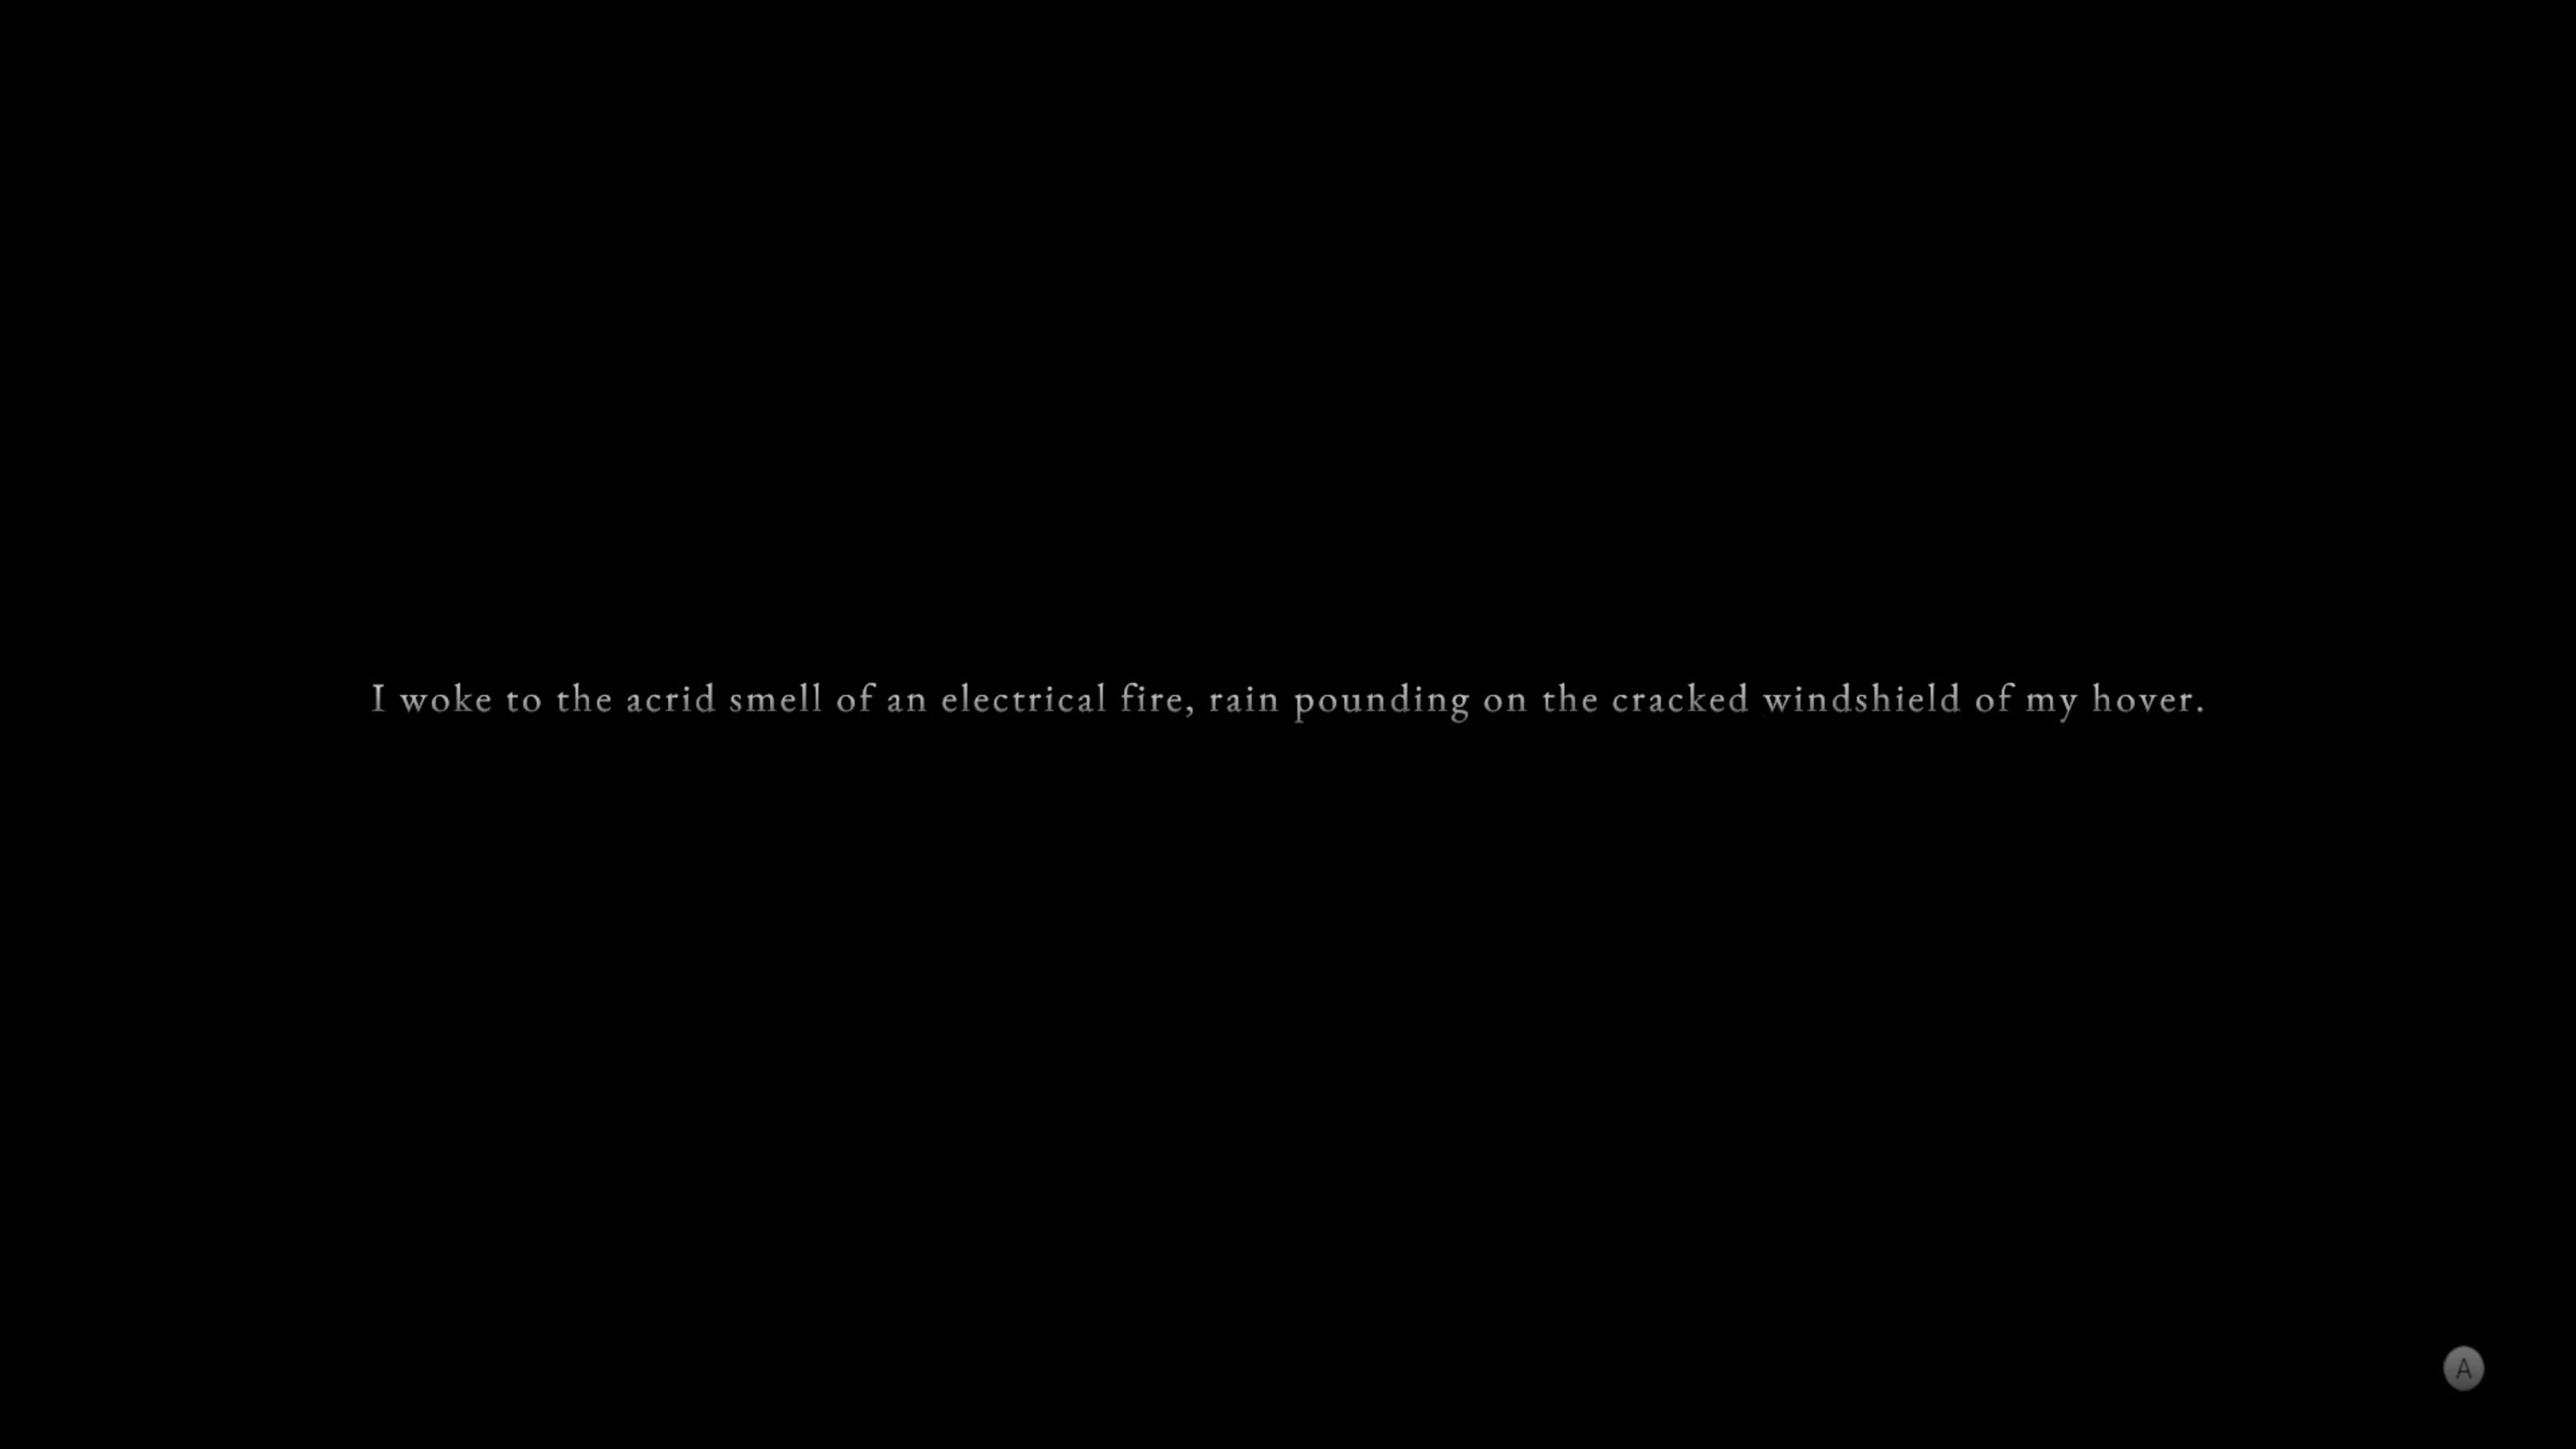 I woke to the acrid smell of an electrical fire, rain pounding on the cracked windshield of my hover.
A